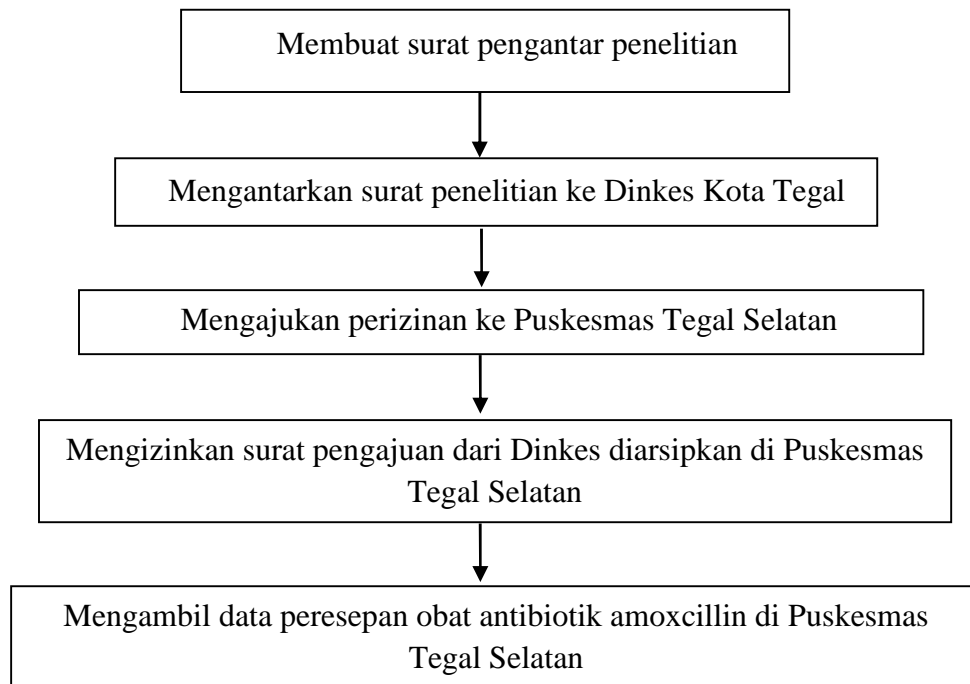 Membuat surat pengantar penelitian
Mengantarkan surat penelitian ke Dinkes Kota Tegal
Mengajukan perizinan ke Puskesmas Tegal Selatan
Mengizinkan surat pengajuan dari Dinkes diarsipkan di Puskesmas
Tegal Selatan
Mengambil data peresepan obat antibiotik amoxcillin di Puskesmas
Tegal Selatan